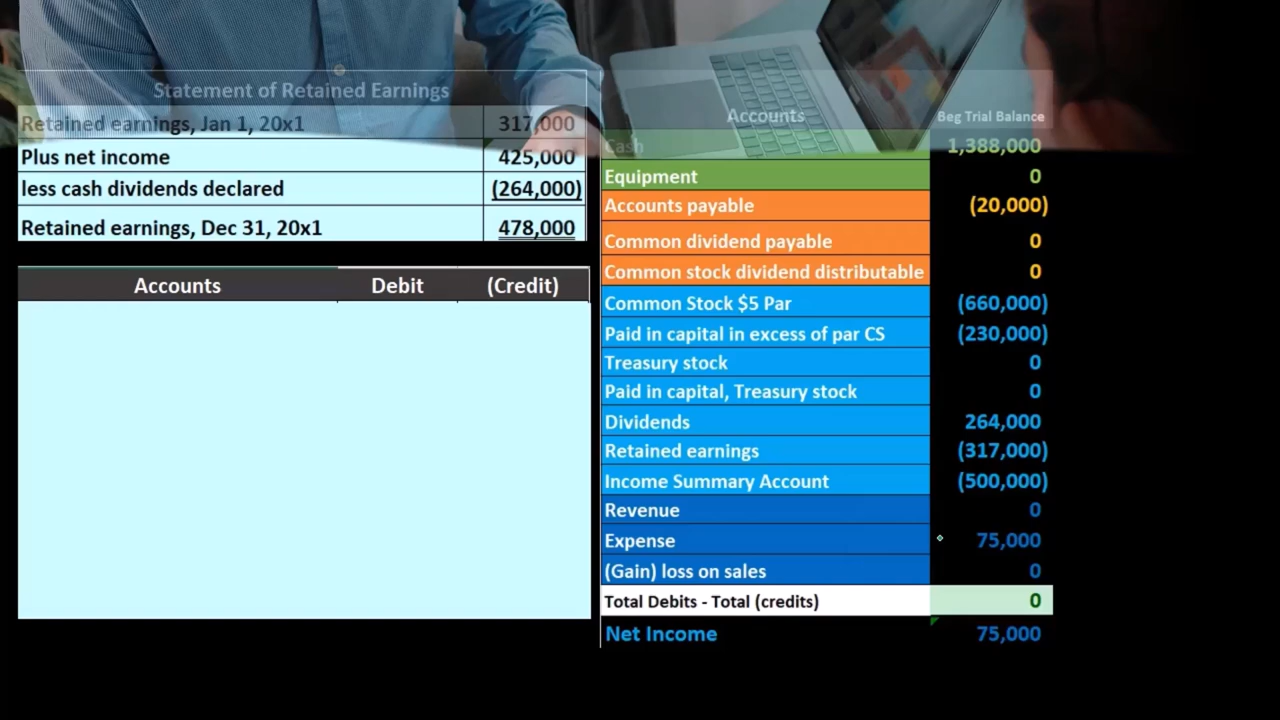 Statement of Retained Earnings
Retained earnings, Jan 1, 20x1 317,000
Plus net income 425,000
less cash dividends declared (264,000)
Retained earnings, Dec 31, 20x1 478,000
Accounts Debit (Credit)
Accounts Beg Trial Balance
Cash 1,388,000
Equipment 0
Accounts payable (20,000)
Common dividend payable 0
Common stock dividend distributable 0
Common Stock $5 Par (660,000)
Paid in capital in excess of par CS (230,000)
Treasury stock 0
Paid in capital, Treasury stock 0
Dividends 264,000
Retained earnings (317,000)
Income Summary Account (500,000)
Revenue 0
Expense 75,000
(Gain) loss on sales 0
Total Debits - Total (credits) 0
Net Income 75,000